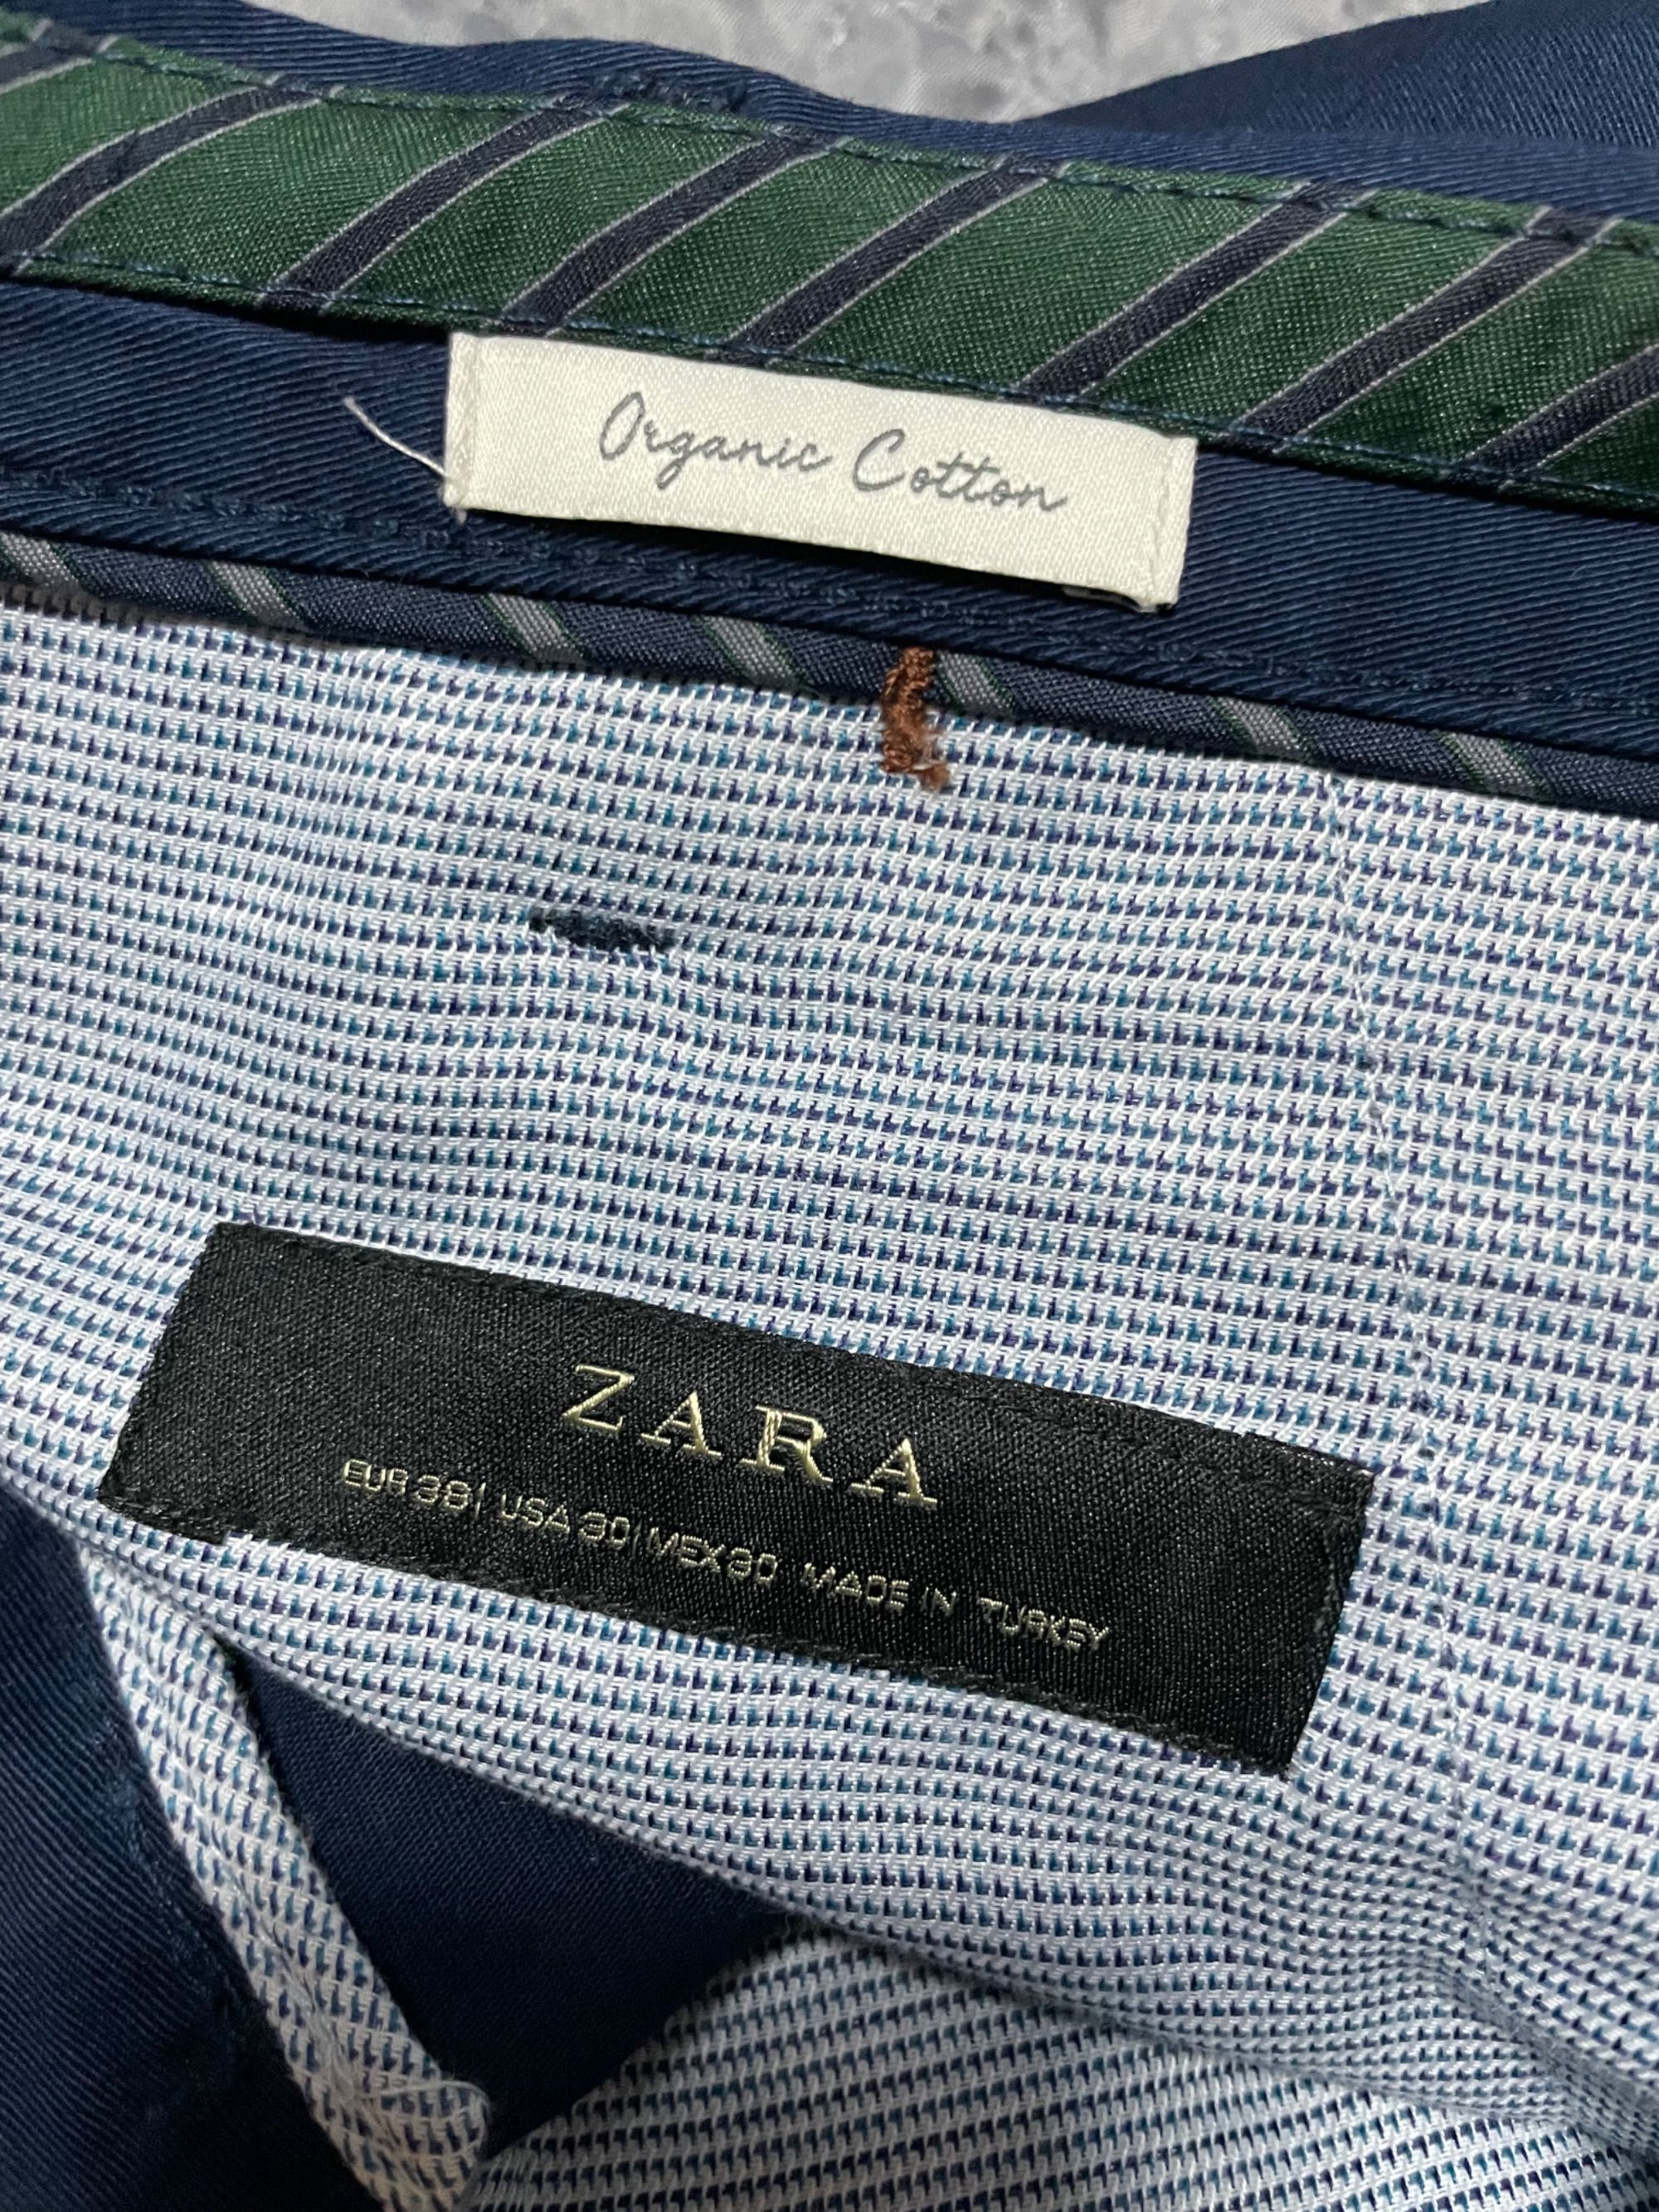 Organic Cotton
ZARA
EUR 38 | USA 30 | MEX 30 MADE IN TURKEY